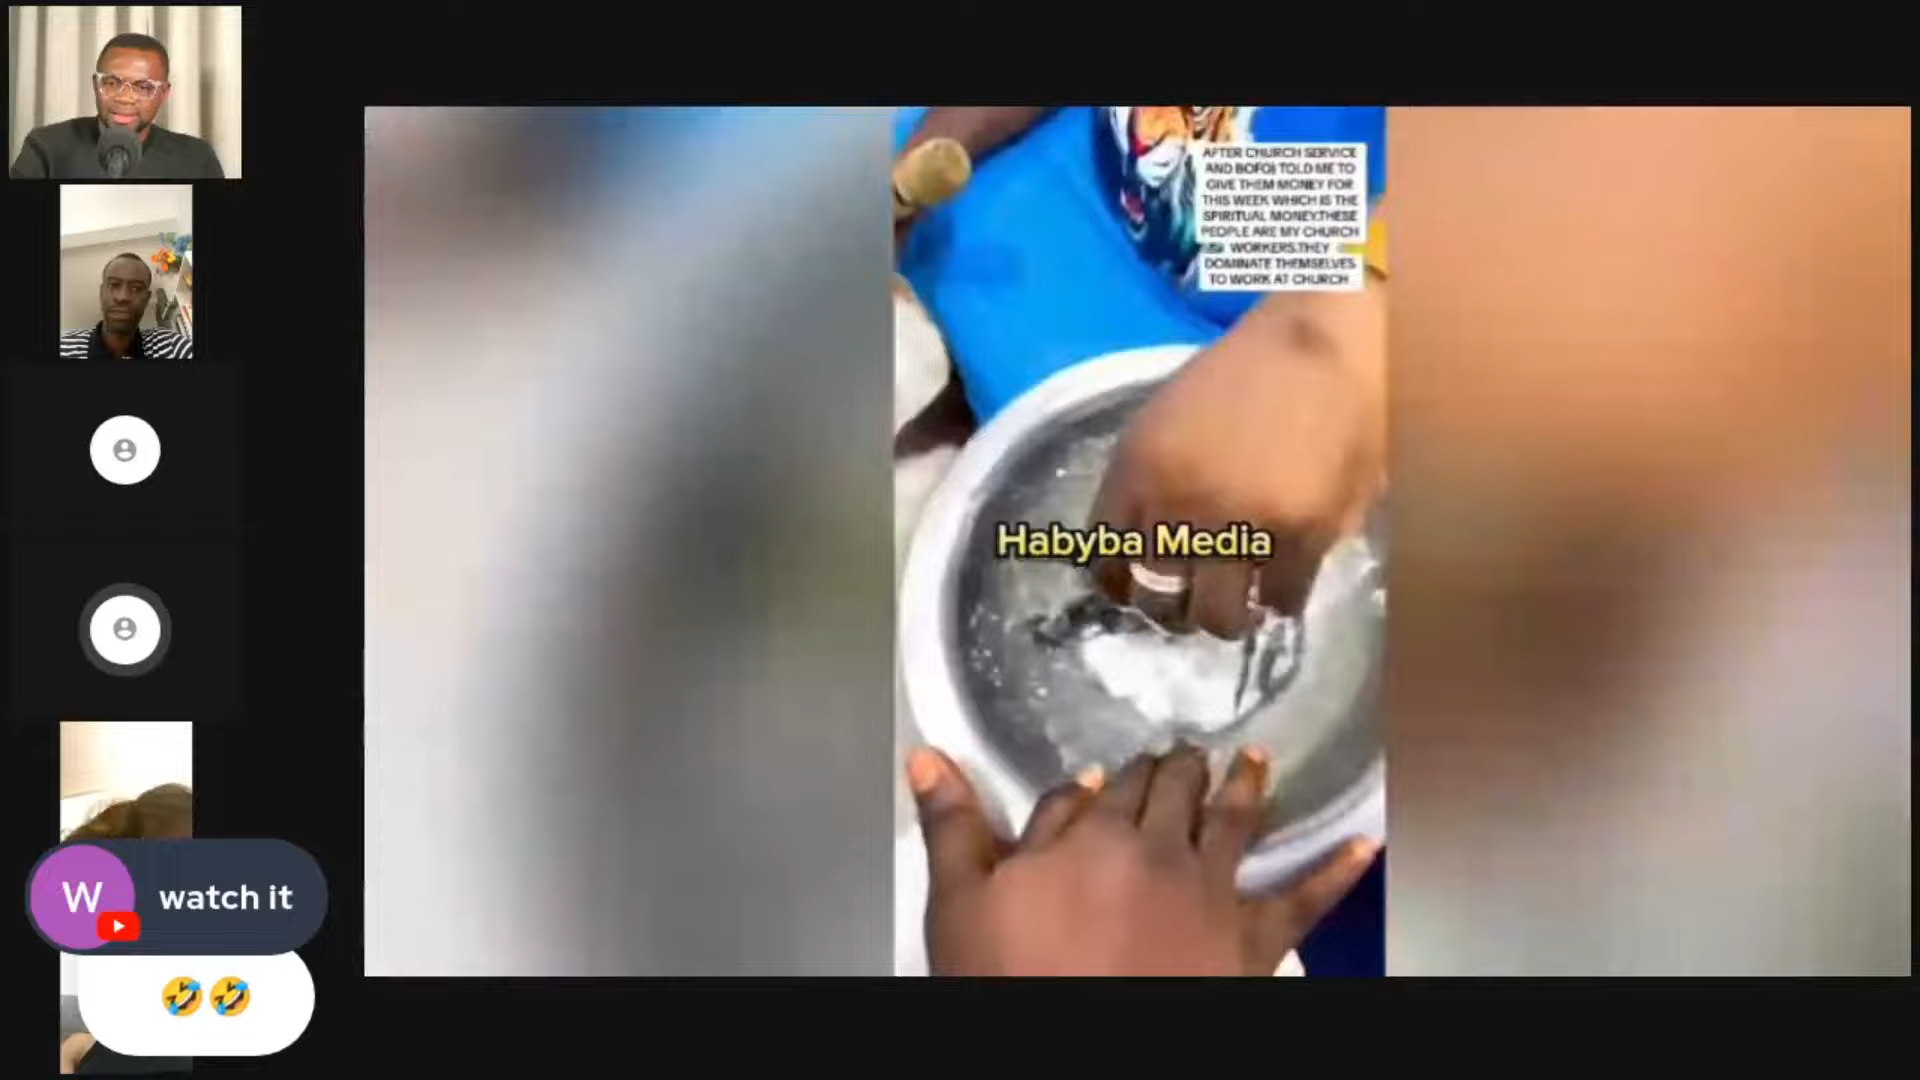 AFTER CHURCH SERVICE
AND BOFOJ TOLD ME TO
GIVE THEM MONEY FOR
THIS WEEK WHICH IS THE
SPIRITUAL MONEY.THESE
PEOPLE ARE MY CHURCH
WORKERS.THEY
DOMINATE THEMSELVES
TO WORK AT CHURCH
Habyba Media
W
watch it